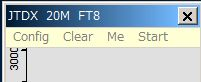 JTDX 20M FT8
Config Clear Me Start
3000